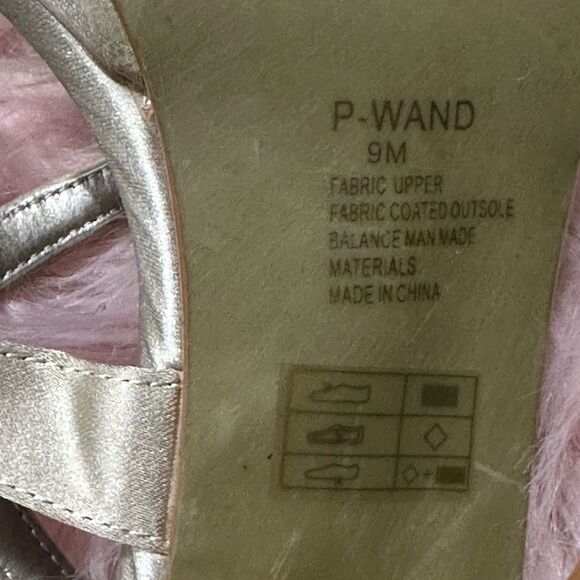 P-WAND
9M
FABRIC UPPER
FABRIC COATED OUTSOLE
BALANCE MAN MADE
MATERIALS
MADE IN CHINA